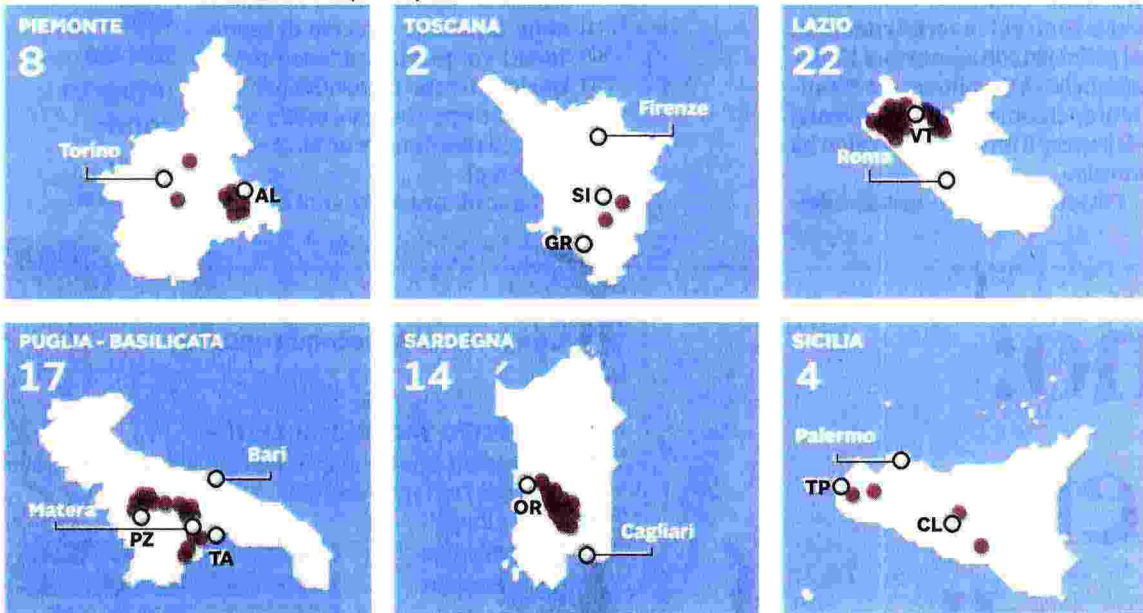 PIEMONTE
8
Torino
AL
TOSCANA
2
Firenze
SI
GR
LAZIO
22
VT
Roma
PUGLIA - BASILICATA
17
Bari
Matera
PZ
TA
SARDEGNA
14
OR
Cagliari
SICILIA
4
Palermo
TP
CL